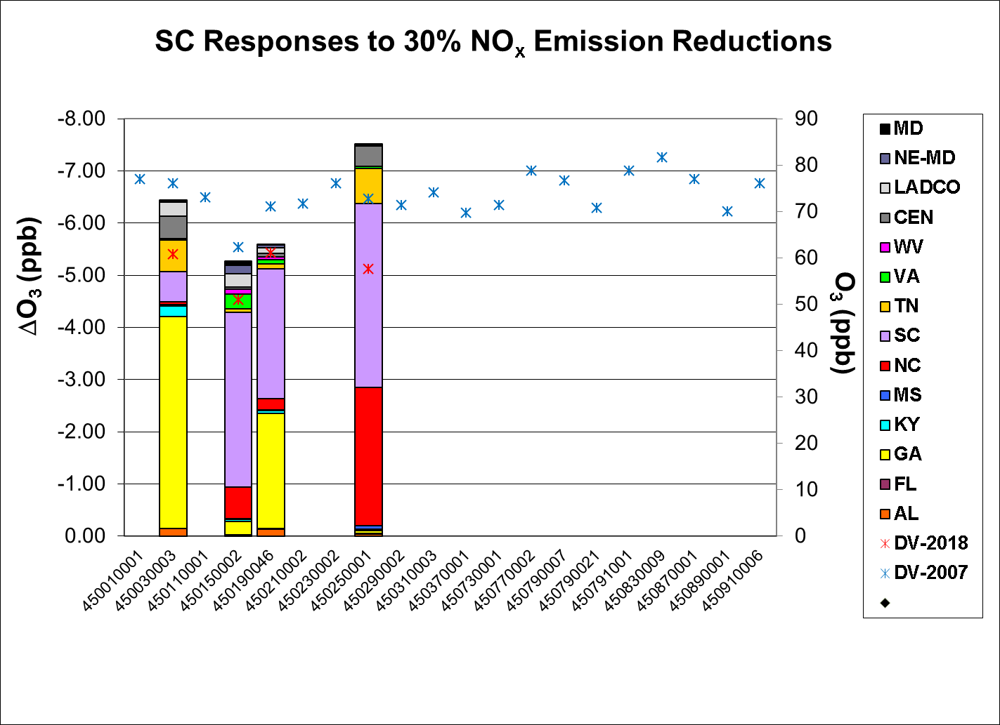 SC Responses to 30% NOx Emission Reductions
ΔO3 (ppb)
-8.00
-7.00
-6.00
-5.00
-4.00
-3.00
-2.00
-1.00
0.00
90
80
70
60
50
40
30
20
10
0
O3 (ppb)
450010001
450030003
450110001
450150002
450190046
450210002
450230002
450250001
450290002
450310003
450370001
450730001
450770002
450790007
450790021
450791001
450830009
450870001
450890001
450910006
MD
NE-MD
LADCO
CEN
WV
VA
TN
SC
NC
MS
KY
GA
FL
AL
DV-2018
DV-2007